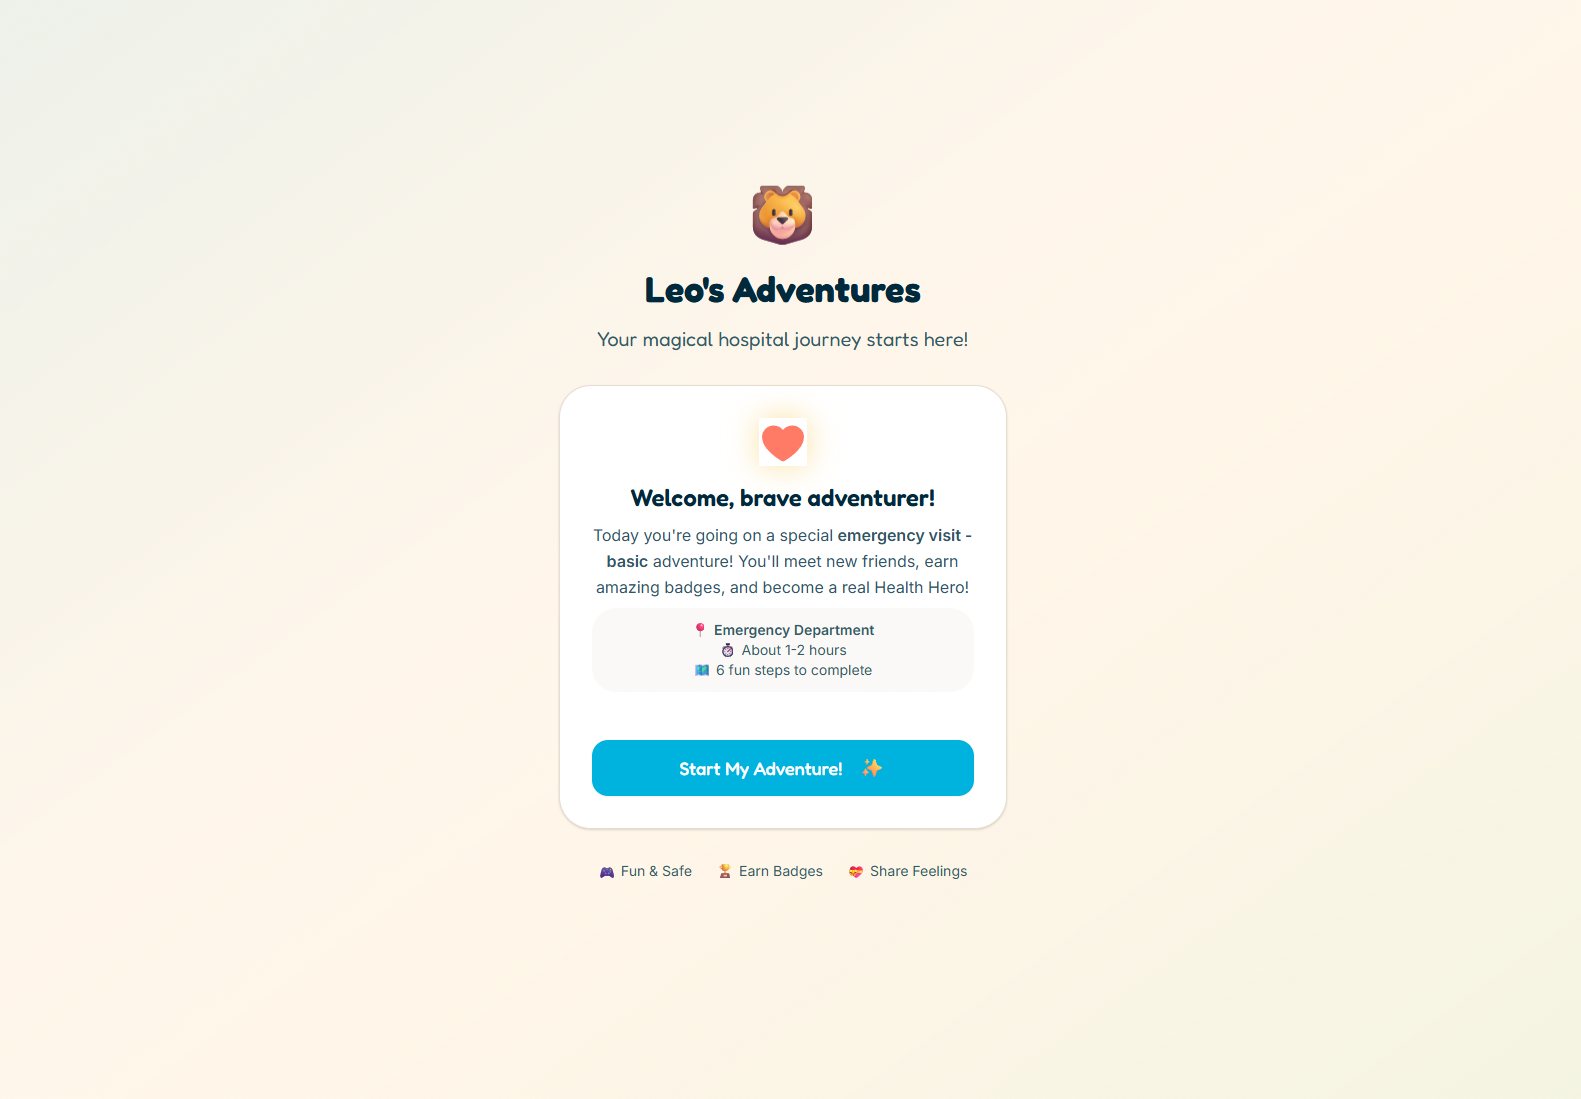 Leo's Adventures
Your magical hospital journey starts here!
Welcome, brave adventurer!
Today you're going on a special emergency visit -
basic adventure! You'll meet new friends, earn
amazing badges, and become a real Health Hero!
📍 Emergency Department
⏱️ About 1-2 hours
🗺️ 6 fun steps to complete
Start My Adventure! ✨
🎮 Fun & Safe 🏆 Earn Badges 💝 Share Feelings